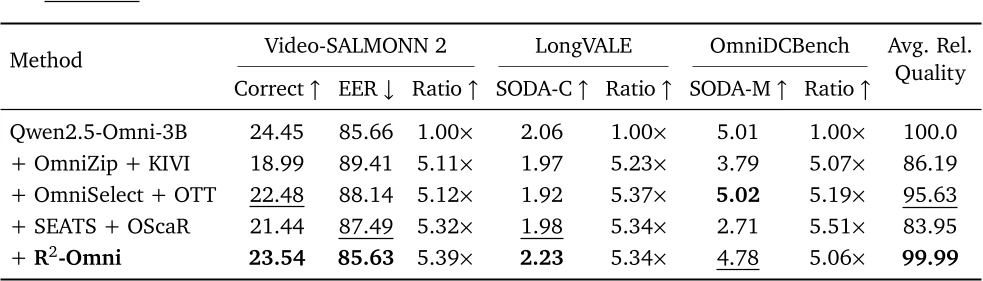 Method Video-SALMONN 2 LongVALE OmniDCBench Avg. Rel. Quality
Correct ↑ EER ↓ Ratio ↑ SODA-C ↑ Ratio ↑ SODA-M ↑ Ratio ↑
Qwen2.5-Omni-3B 24.45 85.66 1.00× 2.06 1.00× 5.01 1.00× 100.0
+ OmniZip + KIVI 18.99 89.41 5.11× 1.97 5.23× 3.79 5.07× 86.19
+ OmniSelect + OTT 22.48 88.14 5.12× 1.92 5.37× 5.02 5.19× 95.63
+ SEATS + OScaR 21.44 87.49 5.32× 1.98 5.34× 2.71 5.51× 83.95
+ R²-Omni 23.54 85.63 5.39× 2.23 5.34× 4.78 5.06× 99.99